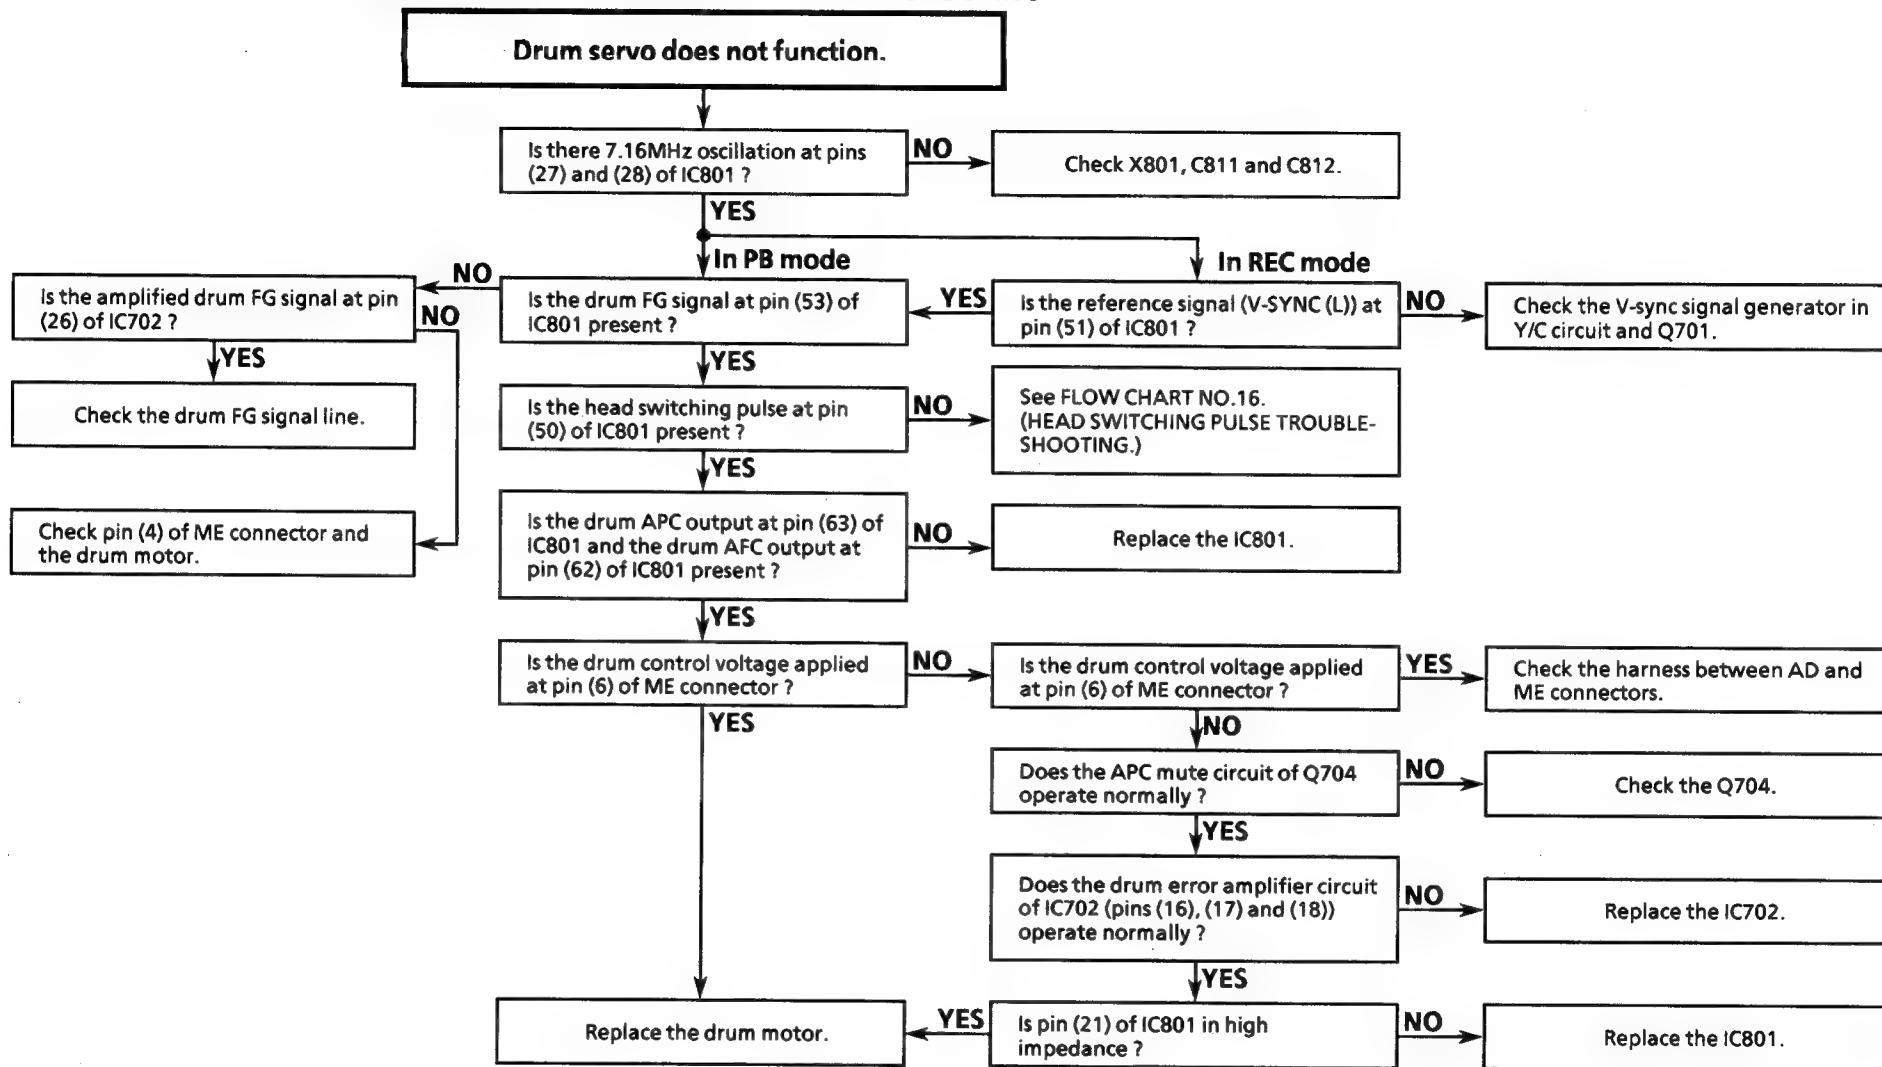 Drum servo does not function.
Is there 7.16MHz oscillation at pins
(27) and (28) of IC801 ?
NO
Check X801, C811 and C812.
YES
In PB mode
In REC mode
Is the amplified drum FG signal at pin
(26) of IC702 ?
NO
Is the drum FG signal at pin (53) of
IC801 present ?
YES
Is the reference signal (V-SYNC (L)) at
pin (51) of IC801 ?
NO
Check the V-sync signal generator in
Y/C circuit and Q701.
NO
YES
YES
Check the drum FG signal line.
Is the head switching pulse at pin
(50) of IC801 present ?
NO
See FLOW CHART NO.16.
(HEAD SWITCHING PULSE TROUBLE-
SHOOTING.)
YES
Check pin (4) of ME connector and
the drum motor.
Is the drum APC output at pin (63) of
IC801 and the drum AFC output at
pin (62) of IC801 present ?
NO
Replace the IC801.
YES
Is the drum control voltage applied
at pin (6) of ME connector ?
NO
Is the drum control voltage applied
at pin (6) of ME connector ?
YES
Check the harness between AD and
ME connectors.
YES
NO
Does the APC mute circuit of Q704
operate normally ?
NO
Check the Q704.
YES
Does the drum error amplifier circuit
of IC702 (pins (16), (17) and (18))
operate normally ?
NO
Replace the IC702.
YES
Replace the drum motor.
YES
Is pin (21) of IC801 in high
impedance ?
NO
Replace the IC801.